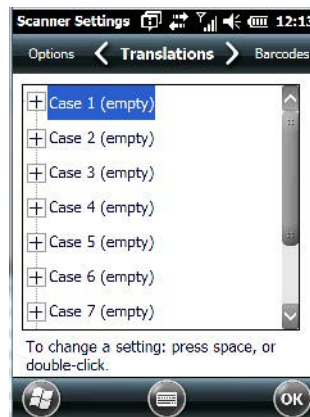 Scanner Settings 12:13
Options Translations Barcodes
Case 1 (empty)
Case 2 (empty)
Case 3 (empty)
Case 4 (empty)
Case 5 (empty)
Case 6 (empty)
Case 7 (empty)
To change a setting: press space, or
double-click.
OK